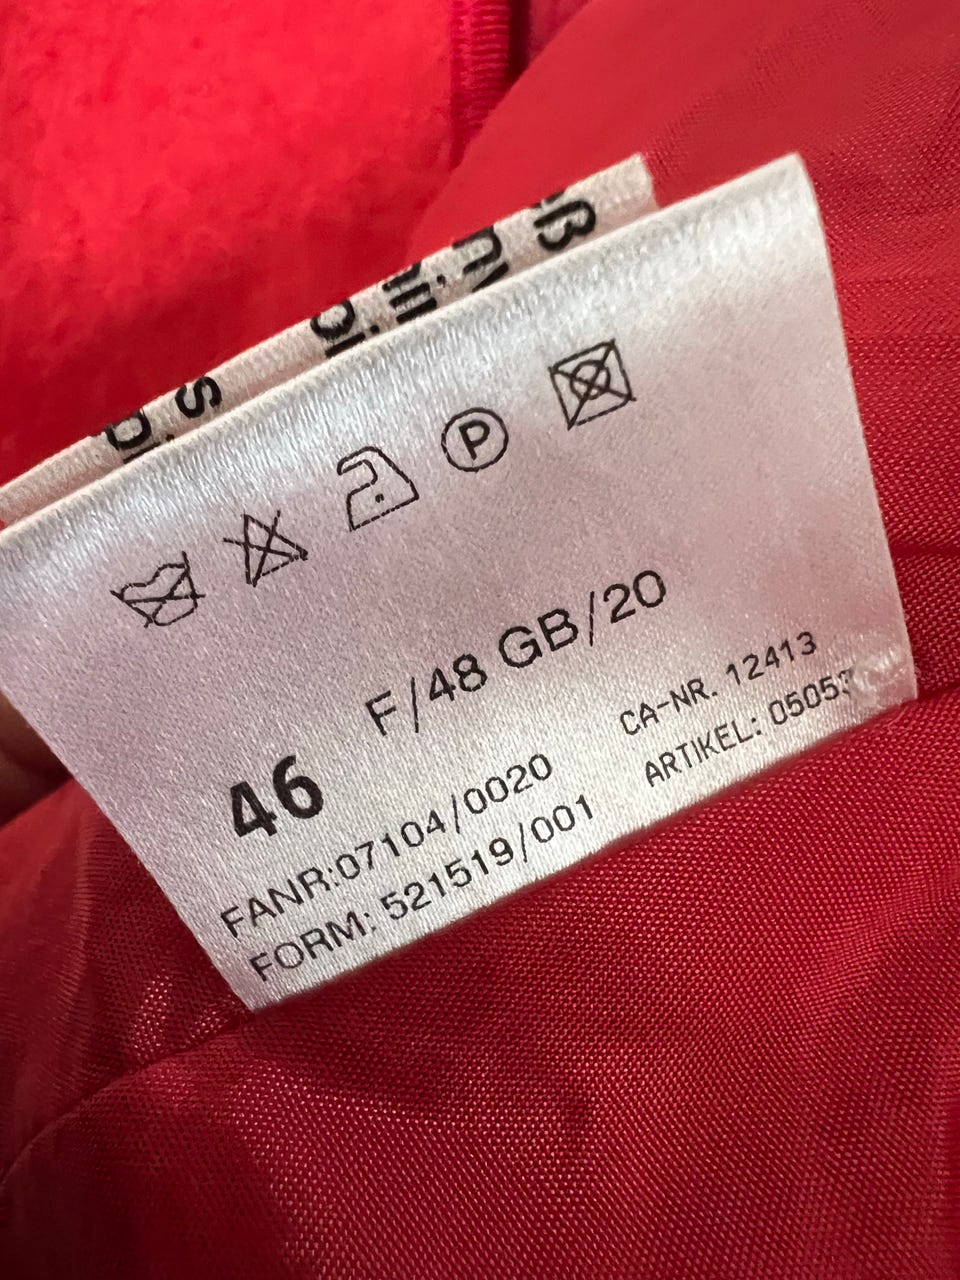 P
F/48 GB/20
46
CA-NR. 12413
FANR:07104/0020
ARTIKEL: 0505
FORM: 521519/001